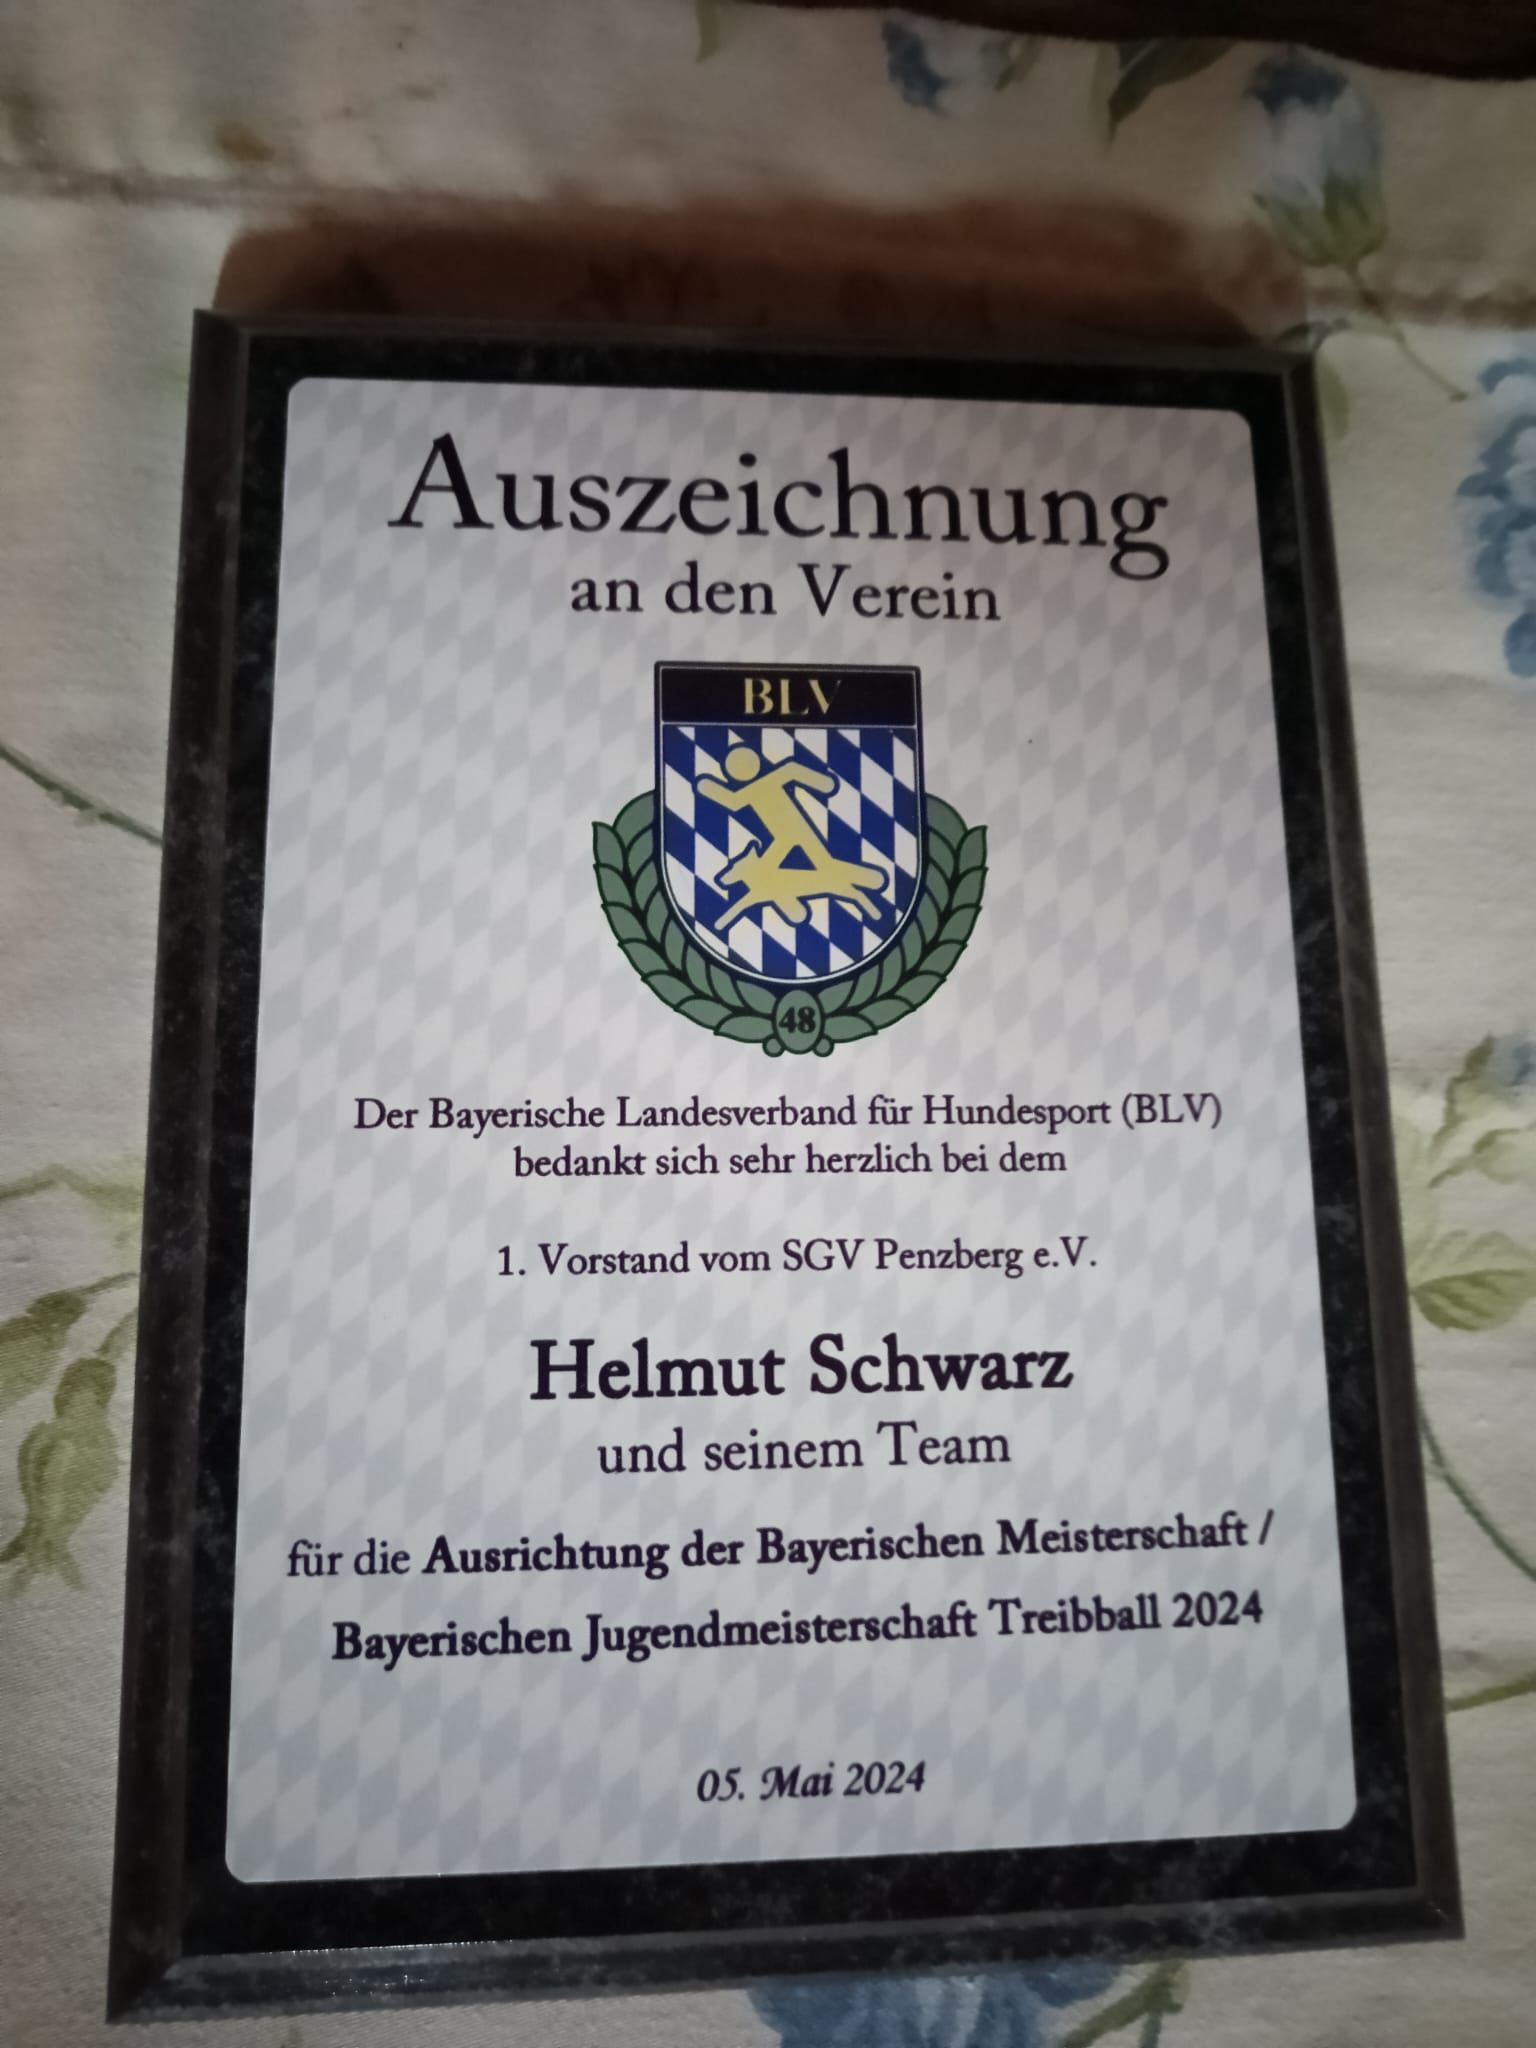 Auszeichnung
an den Verein
BLV
48
Der Bayerische Landesverband für Hundesport (BLV)
bedankt sich sehr herzlich bei dem
1. Vorstand vom SGV Penzberg e.V.
Helmut Schwarz
und seinem Team
für die Ausrichtung der Bayerischen Meisterschaft /
Bayerischen Jugendmeisterschaft Treibball 2024
05. Mai 2024